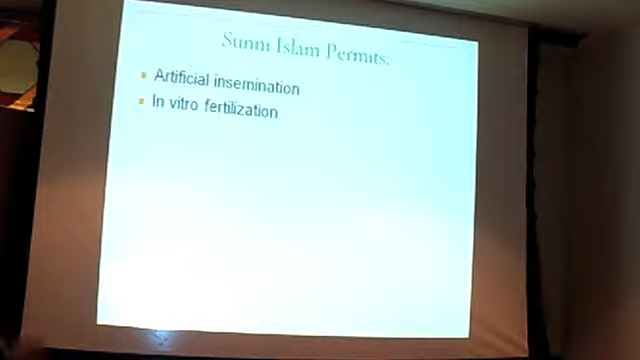 Sunni Islam Permits:
Artificial insemination
In vitro fertilization